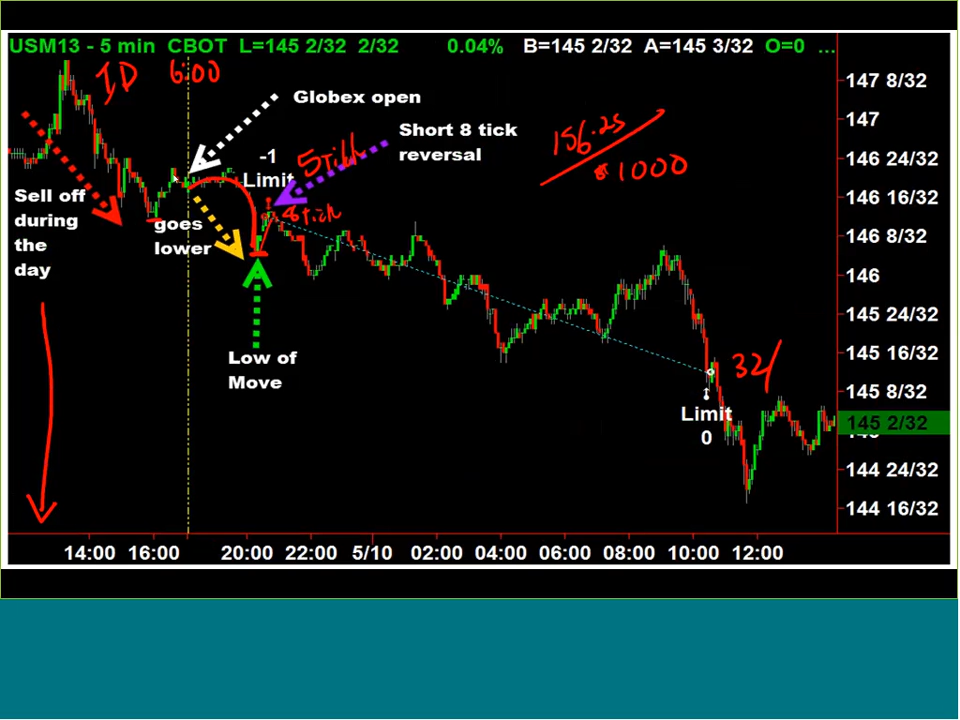 USM13 - 5 min CBOT L=145 2/32 2/32 0.04% B=145 2/32 A=145 3/32 O=0 ...
ID 6:00
Globex open
Short 8 tick
reversal
156.25
1000
-1
Limit
5 Tick
8 tick
Sell off
during
the
day
goes
lower
Low of
Move
32/
Limit
0
147 8/32
147
146 24/32
146 16/32
146 8/32
146
145 24/32
145 16/32
145 8/32
145 2/32
144 24/32
144 16/32
14:00 16:00 20:00 22:00 5/10 02:00 04:00 06:00 08:00 10:00 12:00